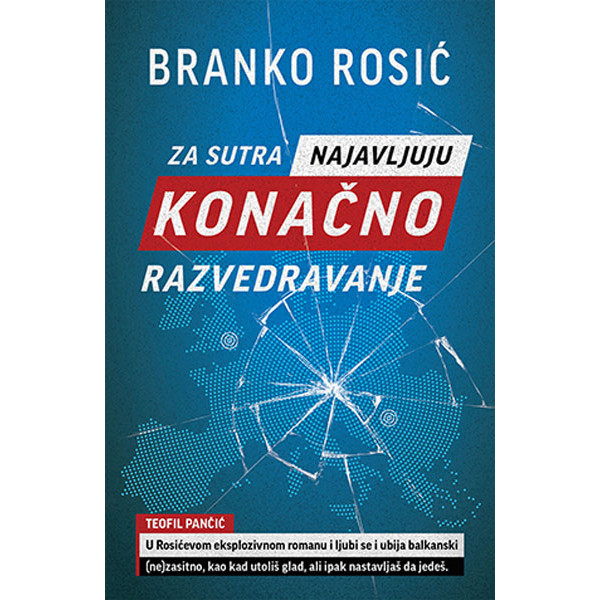 BRANKO ROSIĆ
ZA SUTRA NAJAVLJUJU
KONAČNO
RAZVEDRAVANJE
TEOFIL PANČIĆ
U Rosićevom eksplozivnom romanu i ljubi se i ubija balkanski
(ne)zasitno, kao kad utoliš glad, ali ipak nastavljaš da jedeš.